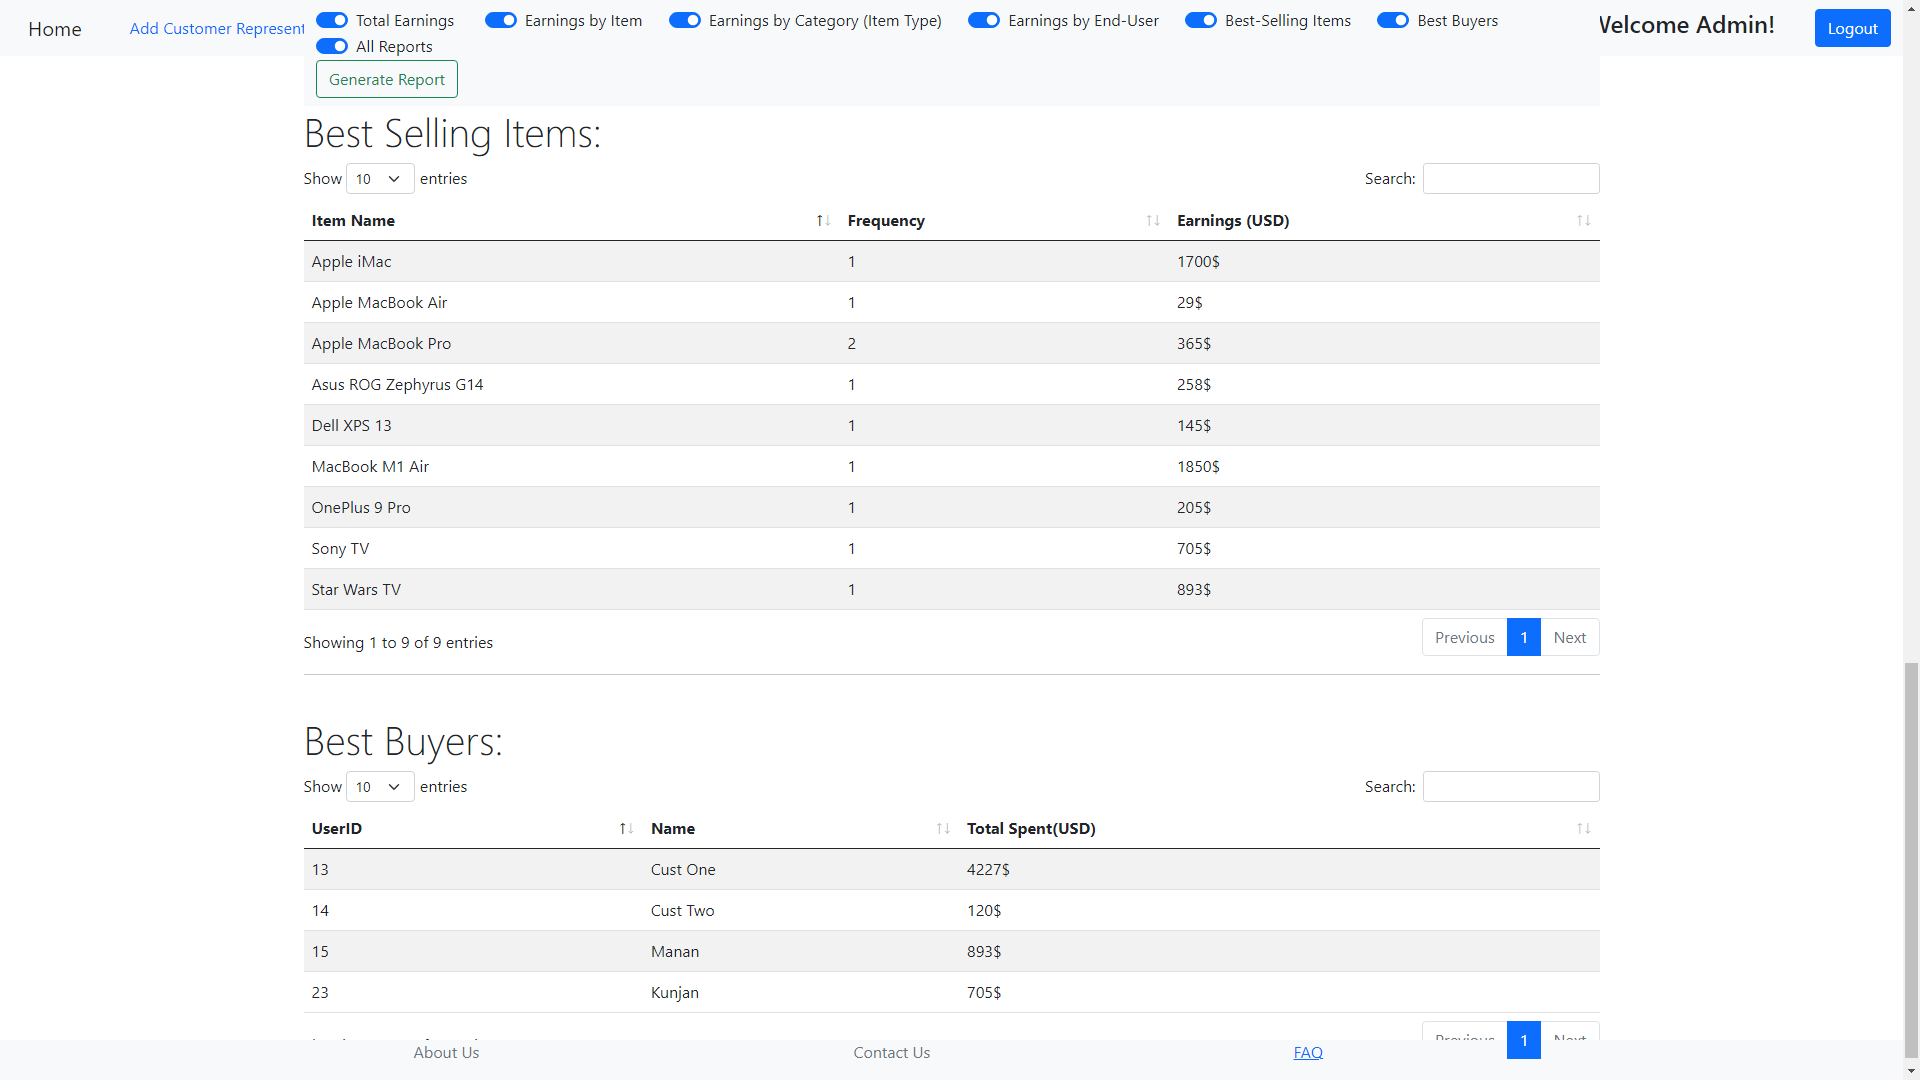 Home
Add Customer Represent
Total Earnings Earnings by Item Earnings by Category (Item Type) Earnings by End-User Best-Selling Items Best Buyers
All Reports
Welcome Admin!
Logout
Generate Report
Best Selling Items:
Show 10 entries Search:
Item Name Frequency Earnings (USD)
Apple iMac 1 1700$
Apple MacBook Air 1 29$
Apple MacBook Pro 2 365$
Asus ROG Zephyrus G14 1 258$
Dell XPS 13 1 145$
MacBook M1 Air 1 1850$
OnePlus 9 Pro 1 205$
Sony TV 1 705$
Star Wars TV 1 893$
Showing 1 to 9 of 9 entries Previous 1 Next
Best Buyers:
Show 10 entries Search:
UserID Name Total Spent(USD)
13 Cust One 4227$
14 Cust Two 120$
15 Manan 893$
23 Kunjan 705$
Previous 1 Next
About Us Contact Us FAQ